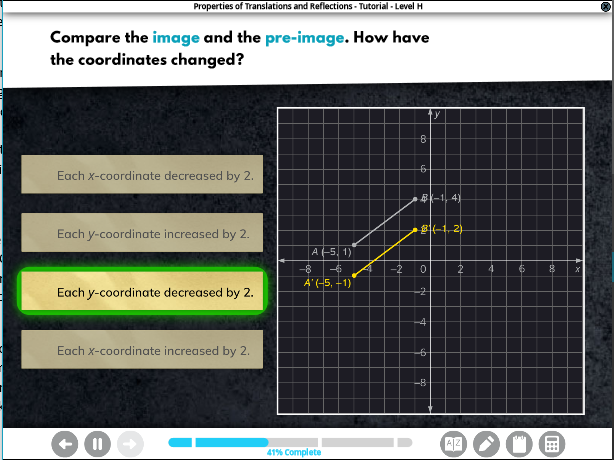 Properties of Translations and Reflections - Tutorial - Level H
Compare the image and the pre-image. How have
the coordinates changed?
Each x-coordinate decreased by 2.
Each y-coordinate increased by 2.
Each y-coordinate decreased by 2.
Each x-coordinate increased by 2.
y
8
6
4
B (−1, 4)
2
B′ (−1, 2)
A (−5, 1)
−8 −6 −4 −2 0 2 4 6 8 x
A′ (−5, −1)
−2
−4
−6
−8
41% Complete
A Z